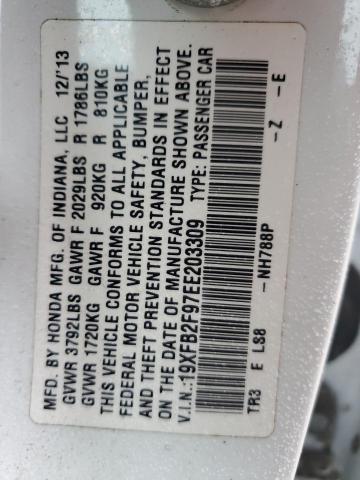 MFD. BY HONDA MFG. OF INDIANA, LLC 12/'13
GVWR 3792LBS GAWR F 2029LBS R 1786LBS
GVWR 1720KG GAWR F 920KG R 810KG
THIS VEHICLE CONFORMS TO ALL APPLICABLE
FEDERAL MOTOR VEHICLE SAFETY, BUMPER,
AND THEFT PREVENTION STANDARDS IN EFFECT
ON THE DATE OF MANUFACTURE SHOWN ABOVE.
V.I.N.:19XFB2F97EE203309 TYPE: PASSENGER CAR
TR3 E LS8 -NH788P -Z -E